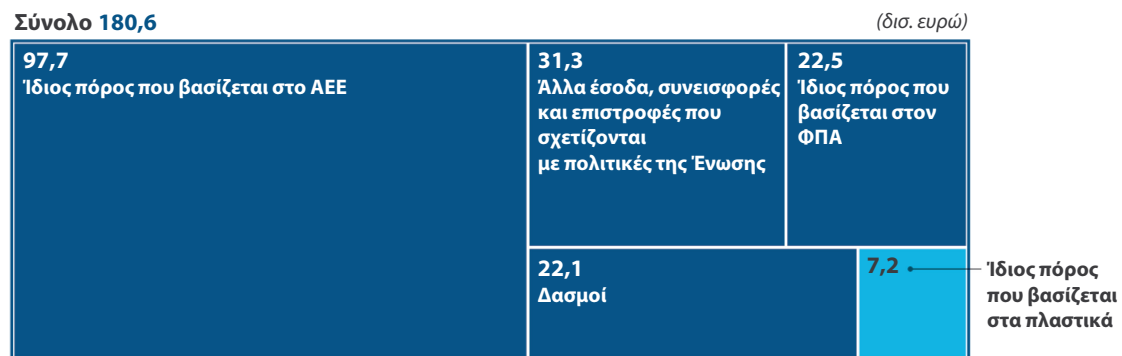 Σύνολο 180,6
(δισ. ευρώ)
97,7
Ίδιος πόρος που βασίζεται στο ΑΕΕ
31,3
Άλλα έσοδα, συνεισφορές
και επιστροφές που
σχετίζονται
με πολιτικές της Ένωσης
22,5
Ίδιος πόρος που
βασίζεται στον
ΦΠΑ
22,1
Δασμοί
7,2
Ίδιος πόρος
που βασίζεται
στα πλαστικά